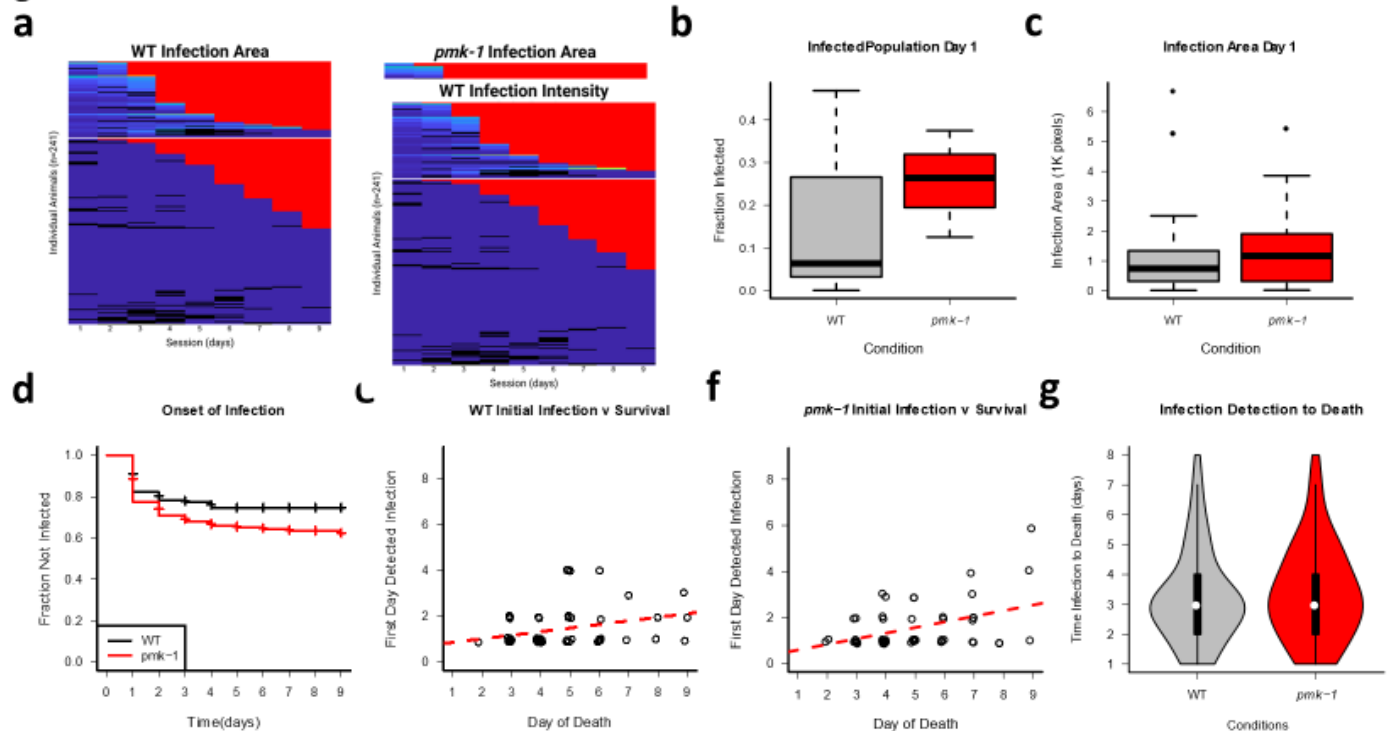 a
WT Infection Area
Individual Animals (n=241)
1 2 3 4 5 6 7 8 9
Session (days)
pmk-1 Infection Area
WT Infection Intensity
Individual Animals (n=241)
1 2 3 4 5 6 7 8 9
Session (days)
b
InfectedPopulation Day 1
Fraction Infected
0.4
0.3
0.2
0.1
0.0
WT pmk-1
Condition
c
Infection Area Day 1
Infection Area (1K pixels)
6
5
4
3
2
1
0
WT pmk-1
Condition
d
Onset of Infection
Fraction Not Infected
1.0
0.8
0.6
0.4
0.2
0.0
WT
pmk-1
0 1 2 3 4 5 6 7 8 9
Time(days)
WT Initial Infection v Survival
First Day Detected Infection
8
6
4
2
0
1 2 3 4 5 6 7 8 9
Day of Death
f
pmk-1 Initial Infection v Survival
First Day Detected Infection
8
6
4
2
0
1 2 3 4 5 6 7 8 9
Day of Death
g
Infection Detection to Death
Time Infection to Death (days)
8
7
6
5
4
3
2
1
WT pmk-1
Conditions